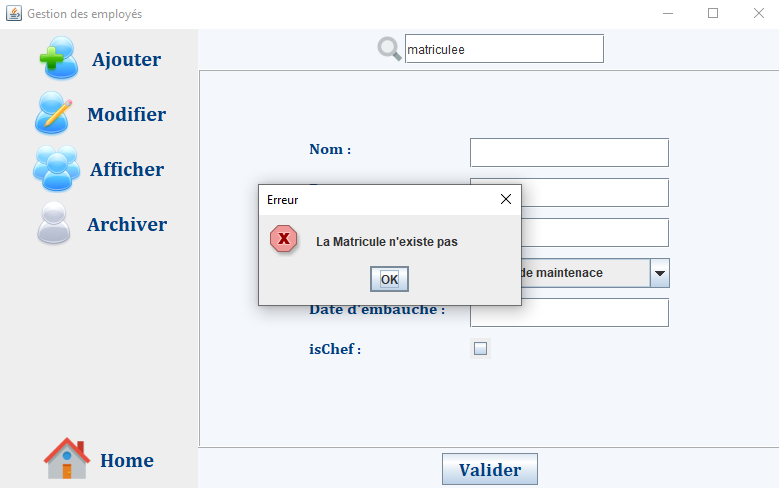 Gestion des employés
Ajouter
Modifier
Afficher
Archiver
Home
matriculee
Nom :
Erreur
La Matricule n'existe pas
OK
de maintenace
Date d'embauche :
isChef :
Valider